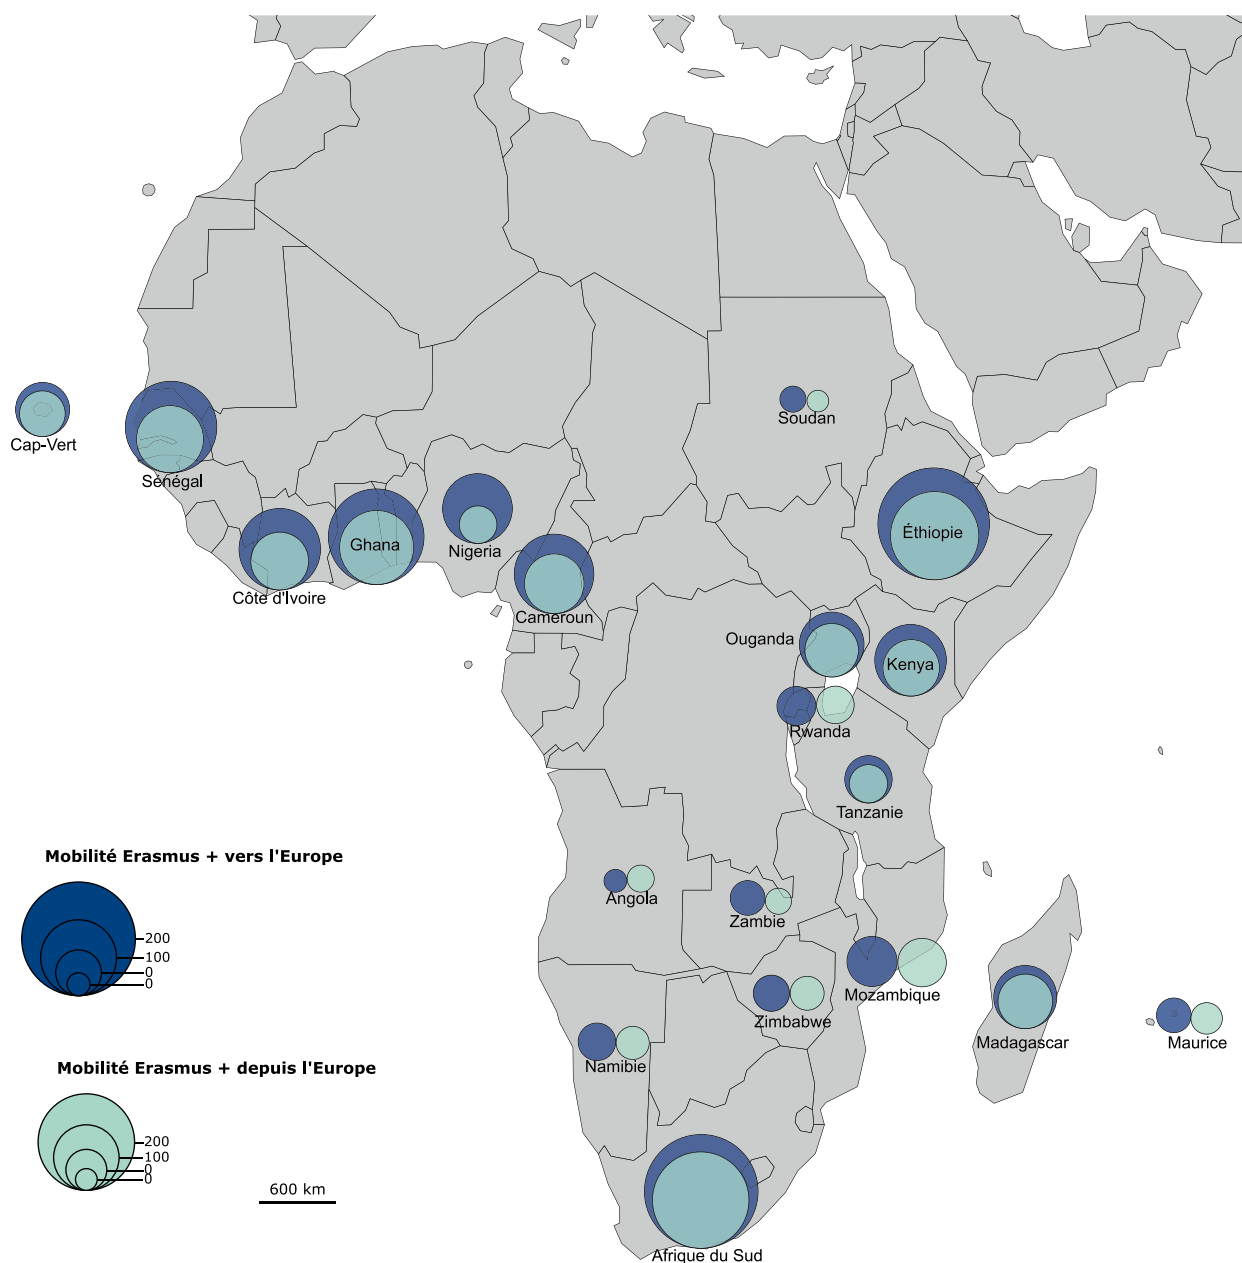 Soudan
Cap-Vert
Sénégal
Éthiopie
Ghana
Nigeria
Côte d'Ivoire
Cameroun
Ouganda
Kenya
Rwanda
Tanzanie
Mobilité Erasmus + vers l'Europe
200
100
0
0
Angola
Zambie
Mozambique
Zimbabwe
Madagascar
Maurice
Namibie
Mobilité Erasmus + depuis l'Europe
200
100
0
0
600 km
Afrique du Sud